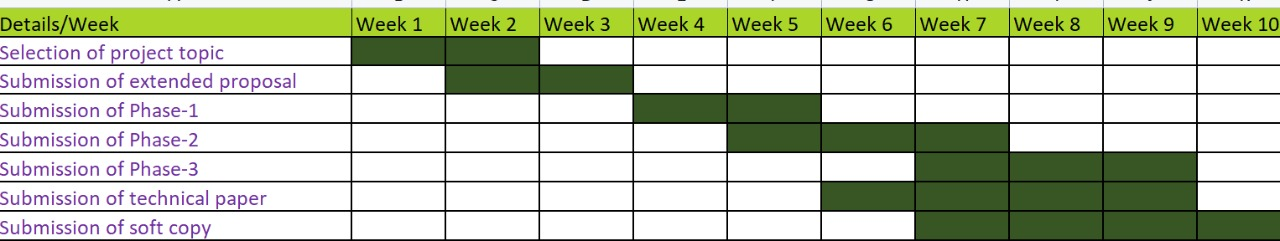 Details/Week Week 1 Week 2 Week 3 Week 4 Week 5 Week 6 Week 7 Week 8 Week 9 Week 10
Selection of project topic
Submission of extended proposal
Submission of Phase-1
Submission of Phase-2
Submission of Phase-3
Submission of technical paper
Submission of soft copy